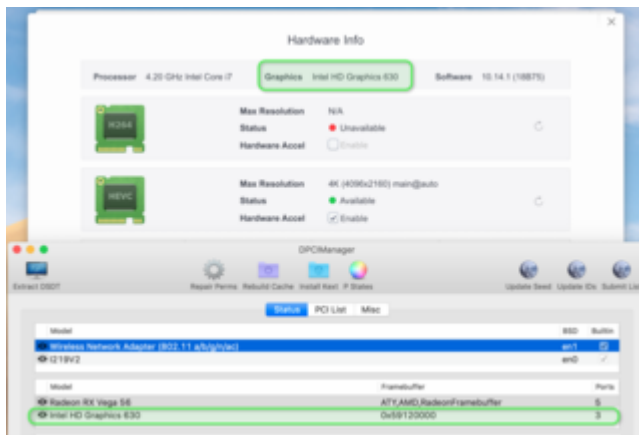 Hardware Info
Processor 4.20 GHz Intel Core i7 Graphics Intel HD Graphics 630 Software 10.14.1 (18B75)
H264
Max Resolution N/A
Status Unavailable
Hardware Accel Enable
HEVC
Max Resolution 4K (4096x2160) main@auto
Status Available
Hardware Accel Enable
DPCIManager
Extract DSDT Repair Perms Rebuild Cache Install Kext P States Update Seed Update IDs Submit
Status PCI List Misc
Model BSD Builtin
Wireless Network Adapter (802.11 a/b/g/n/ac) en1
I219V2 en0
Model Framebuffer Ports
Radeon RX Vega 56 ATY,AMD,RadeonFramebuffer 5
Intel HD Graphics 630 0x59120000 3